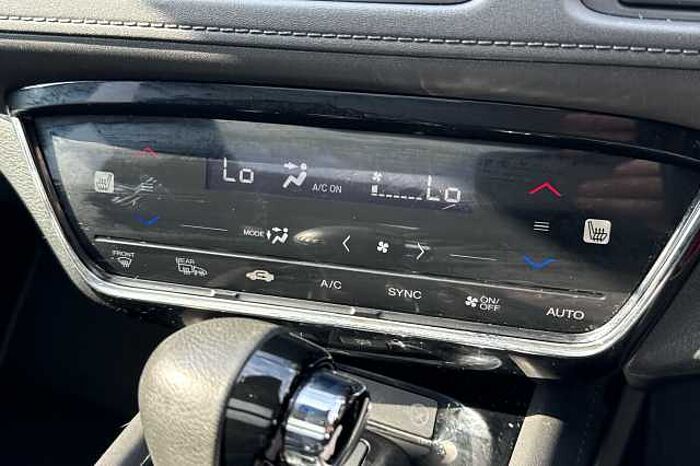 Lo A/C ON Lo
MODE
FRONT REAR A/C SYNC ON/OFF AUTO